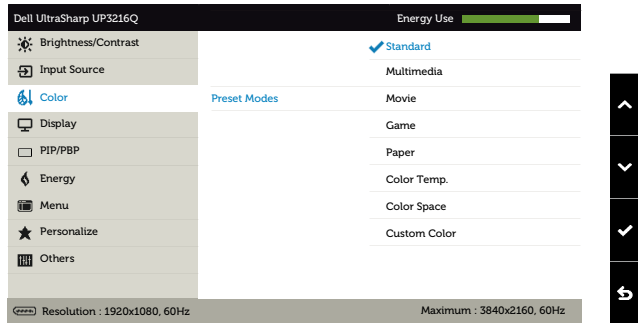 Dell UltraSharp UP3216Q Energy Use
Brightness/Contrast Standard
Input Source Multimedia
Color Preset Modes Movie
Display Game
PIP/PBP Paper
Energy Color Temp.
Menu Color Space
Personalize Custom Color
Others
Resolution : 1920x1080, 60Hz Maximum : 3840x2160, 60Hz